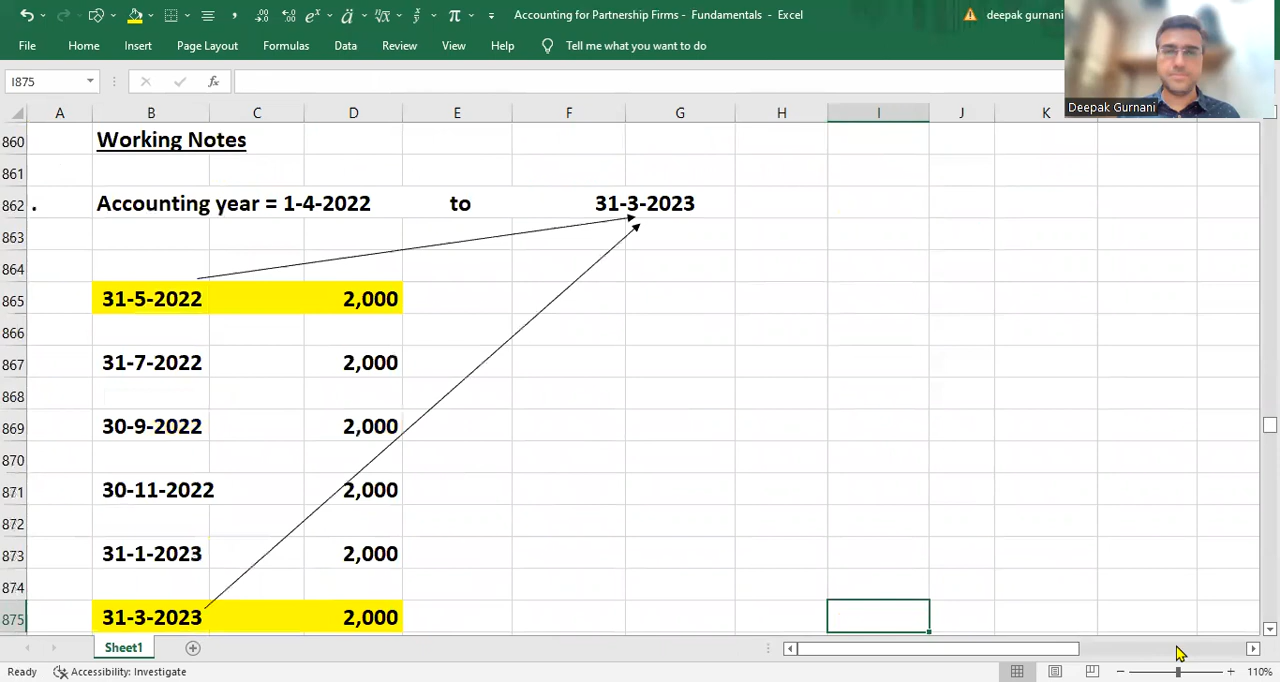 Accounting for Partnership Firms - Fundamentals - Excel
deepak gurnani
File Home Insert Page Layout Formulas Data Review View Help Tell me what you want to do
I875
fx
Deepak Gurnani
A B C D E F G H I J K
860 Working Notes
861
862 . Accounting year = 1-4-2022 to 31-3-2023
863
864
865 31-5-2022 2,000
866
867 31-7-2022 2,000
868
869 30-9-2022 2,000
870
871 30-11-2022 2,000
872
873 31-1-2023 2,000
874
875 31-3-2023 2,000
Sheet1
Ready Accessibility: Investigate 110%